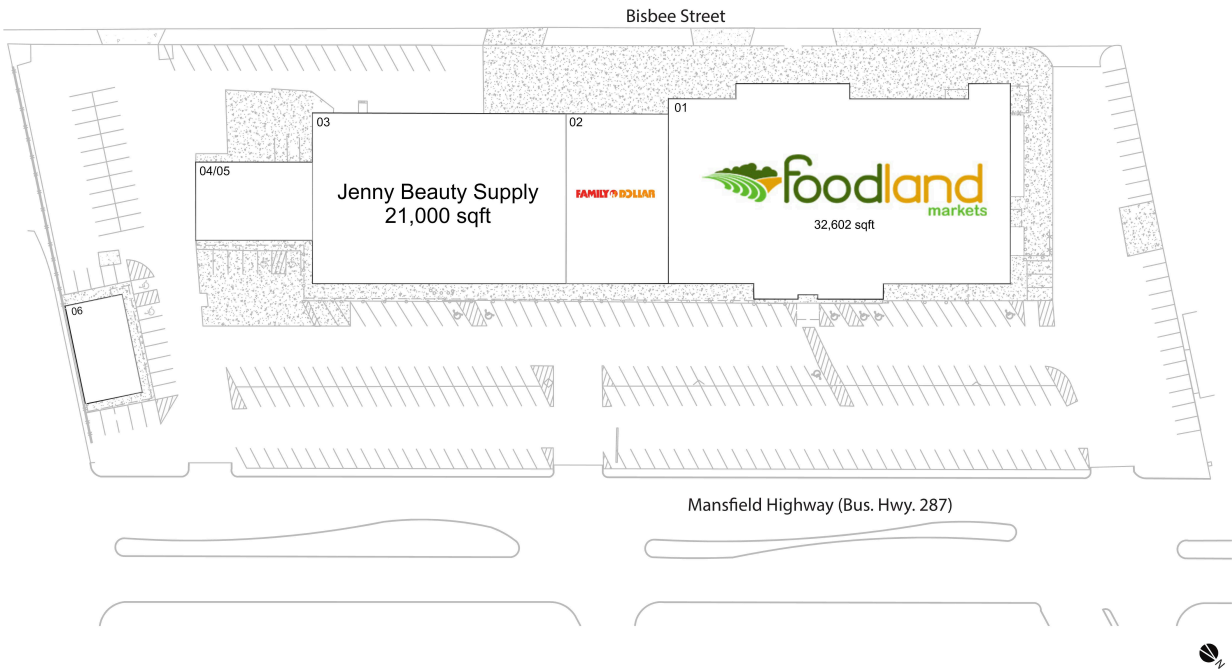 Bisbee Street
01
02
03
04/05
foodland
markets
FAMILY DOLLAR
Jenny Beauty Supply
21,000 sqft
32,602 sqft
06
Mansfield Highway (Bus. Hwy. 287)
N